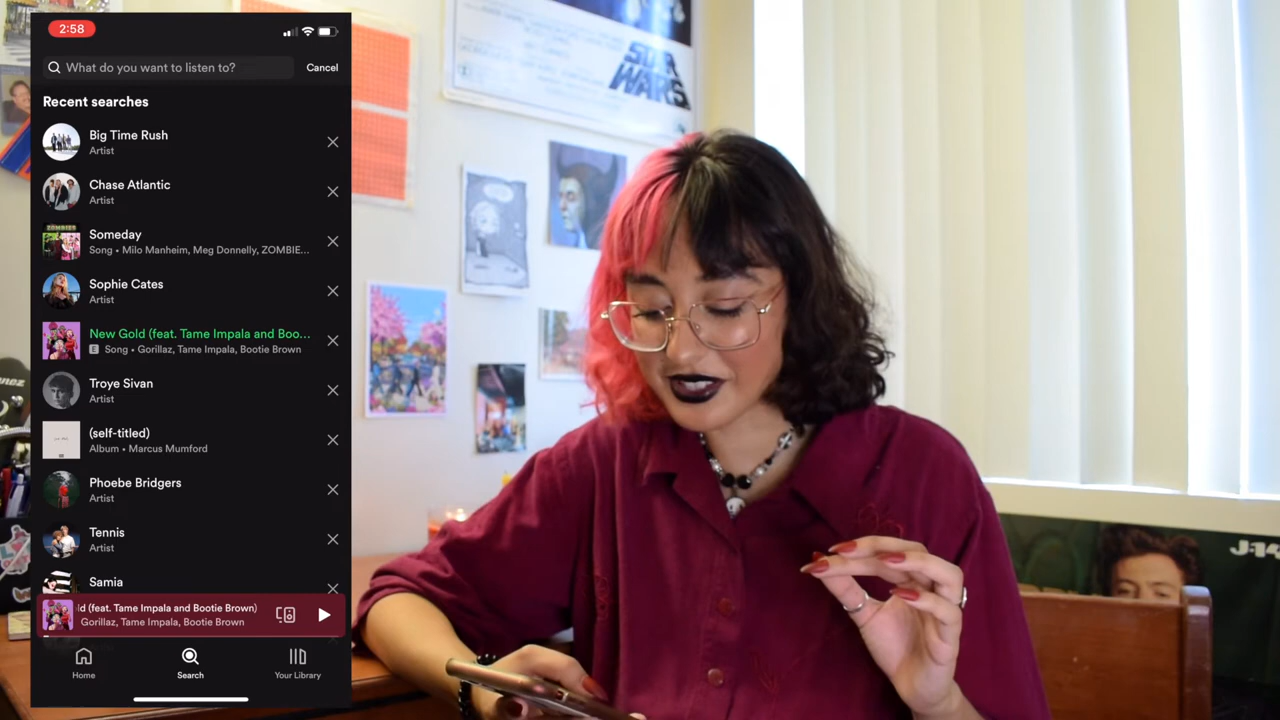 2:58
What do you want to listen to?
Cancel
Recent searches
Big Time Rush
Artist
Chase Atlantic
Artist
Someday
Song • Milo Manheim, Meg Donnelly, ZOMBIE...
Sophie Cates
Artist
New Gold (feat. Tame Impala and Boo...
E Song • Gorillaz, Tame Impala, Bootie Brown
Troye Sivan
Artist
(self-titled)
Album • Marcus Mumford
Phoebe Bridgers
Artist
Tennis
Artist
Samia
ld (feat. Tame Impala and Bootie Brown)
Gorillaz, Tame Impala, Bootie Brown
Home
Search
Your Library
STAR
WARS
J-14